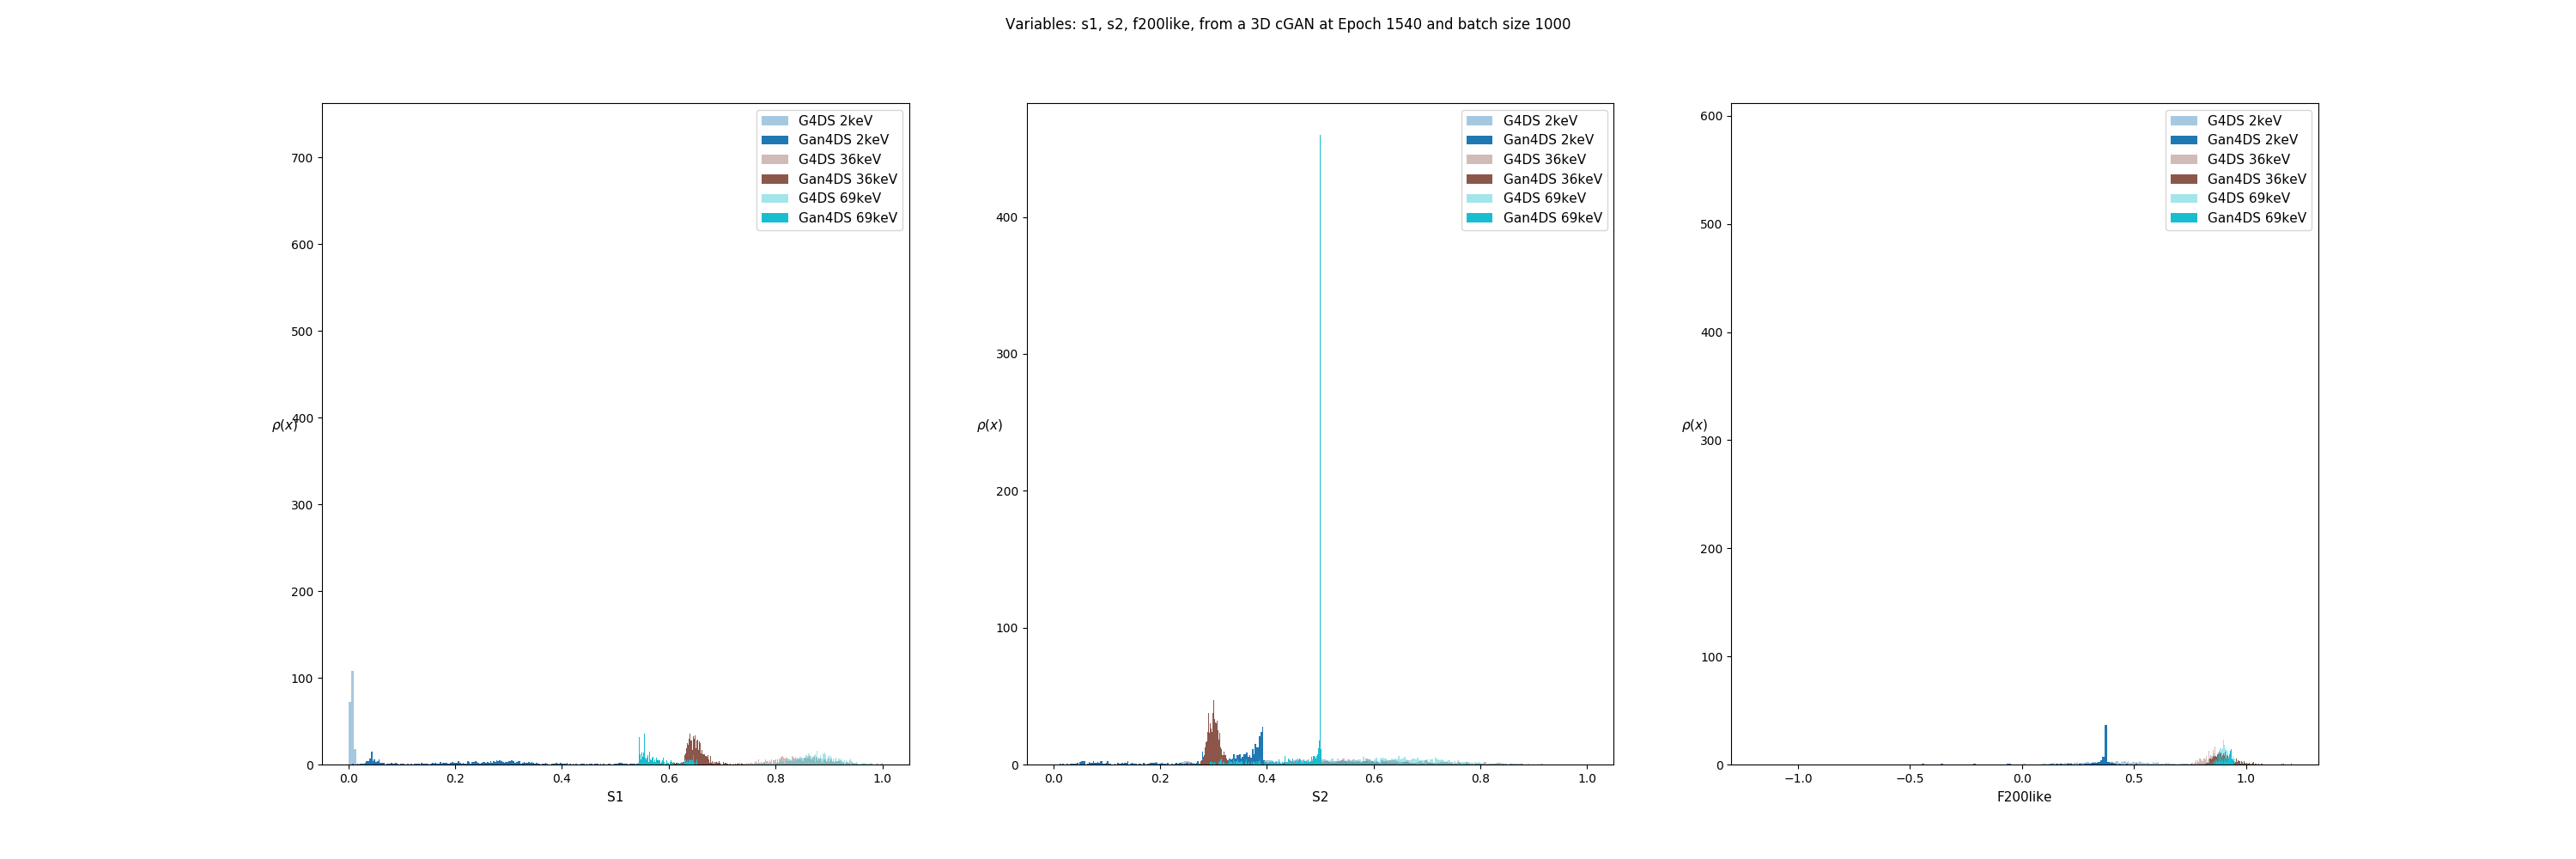 Variables: s1, s2, f200like, from a 3D cGAN at Epoch 1540 and batch size 1000
G4DS 2keV
Gan4DS 2keV
G4DS 36keV
Gan4DS 36keV
G4DS 69keV
Gan4DS 69keV
700
600
500
400
300
200
100
0
ρ(x)
0.0 0.2 0.4 0.6 0.8 1.0
S1
G4DS 2keV
Gan4DS 2keV
G4DS 36keV
Gan4DS 36keV
G4DS 69keV
Gan4DS 69keV
400
300
200
100
0
ρ(x)
0.0 0.2 0.4 0.6 0.8 1.0
S2
G4DS 2keV
Gan4DS 2keV
G4DS 36keV
Gan4DS 36keV
G4DS 69keV
Gan4DS 69keV
600
500
400
300
200
100
0
ρ(x)
−1.0 −0.5 0.0 0.5 1.0
F200like